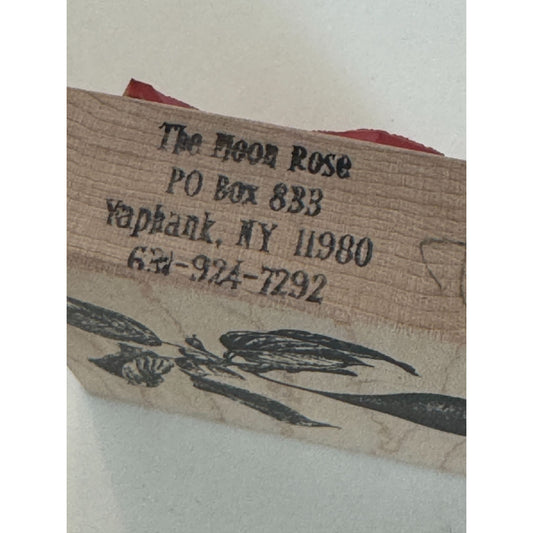 The Moon Rose
PO Box 833
Yaphank, NY 11980
631-924-7292